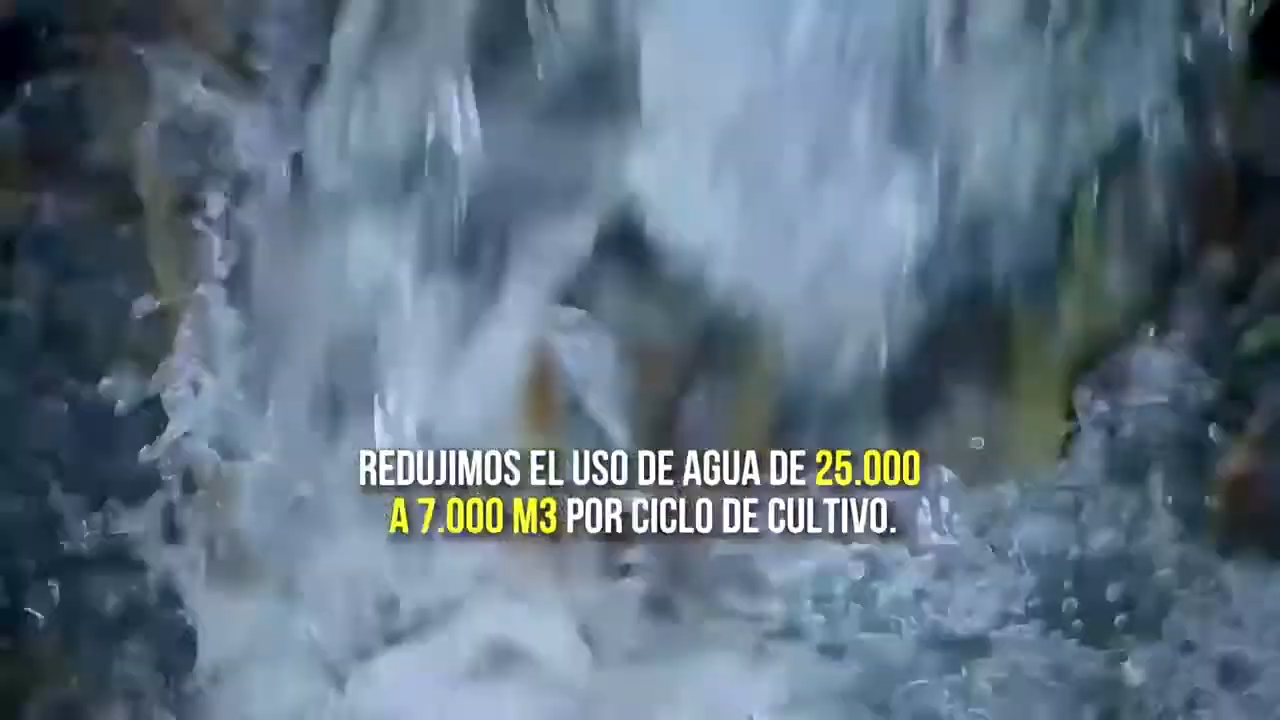 REDUJIMOS EL USO DE AGUA DE 25.000
A 7.000 M3 POR CICLO DE CULTIVO.